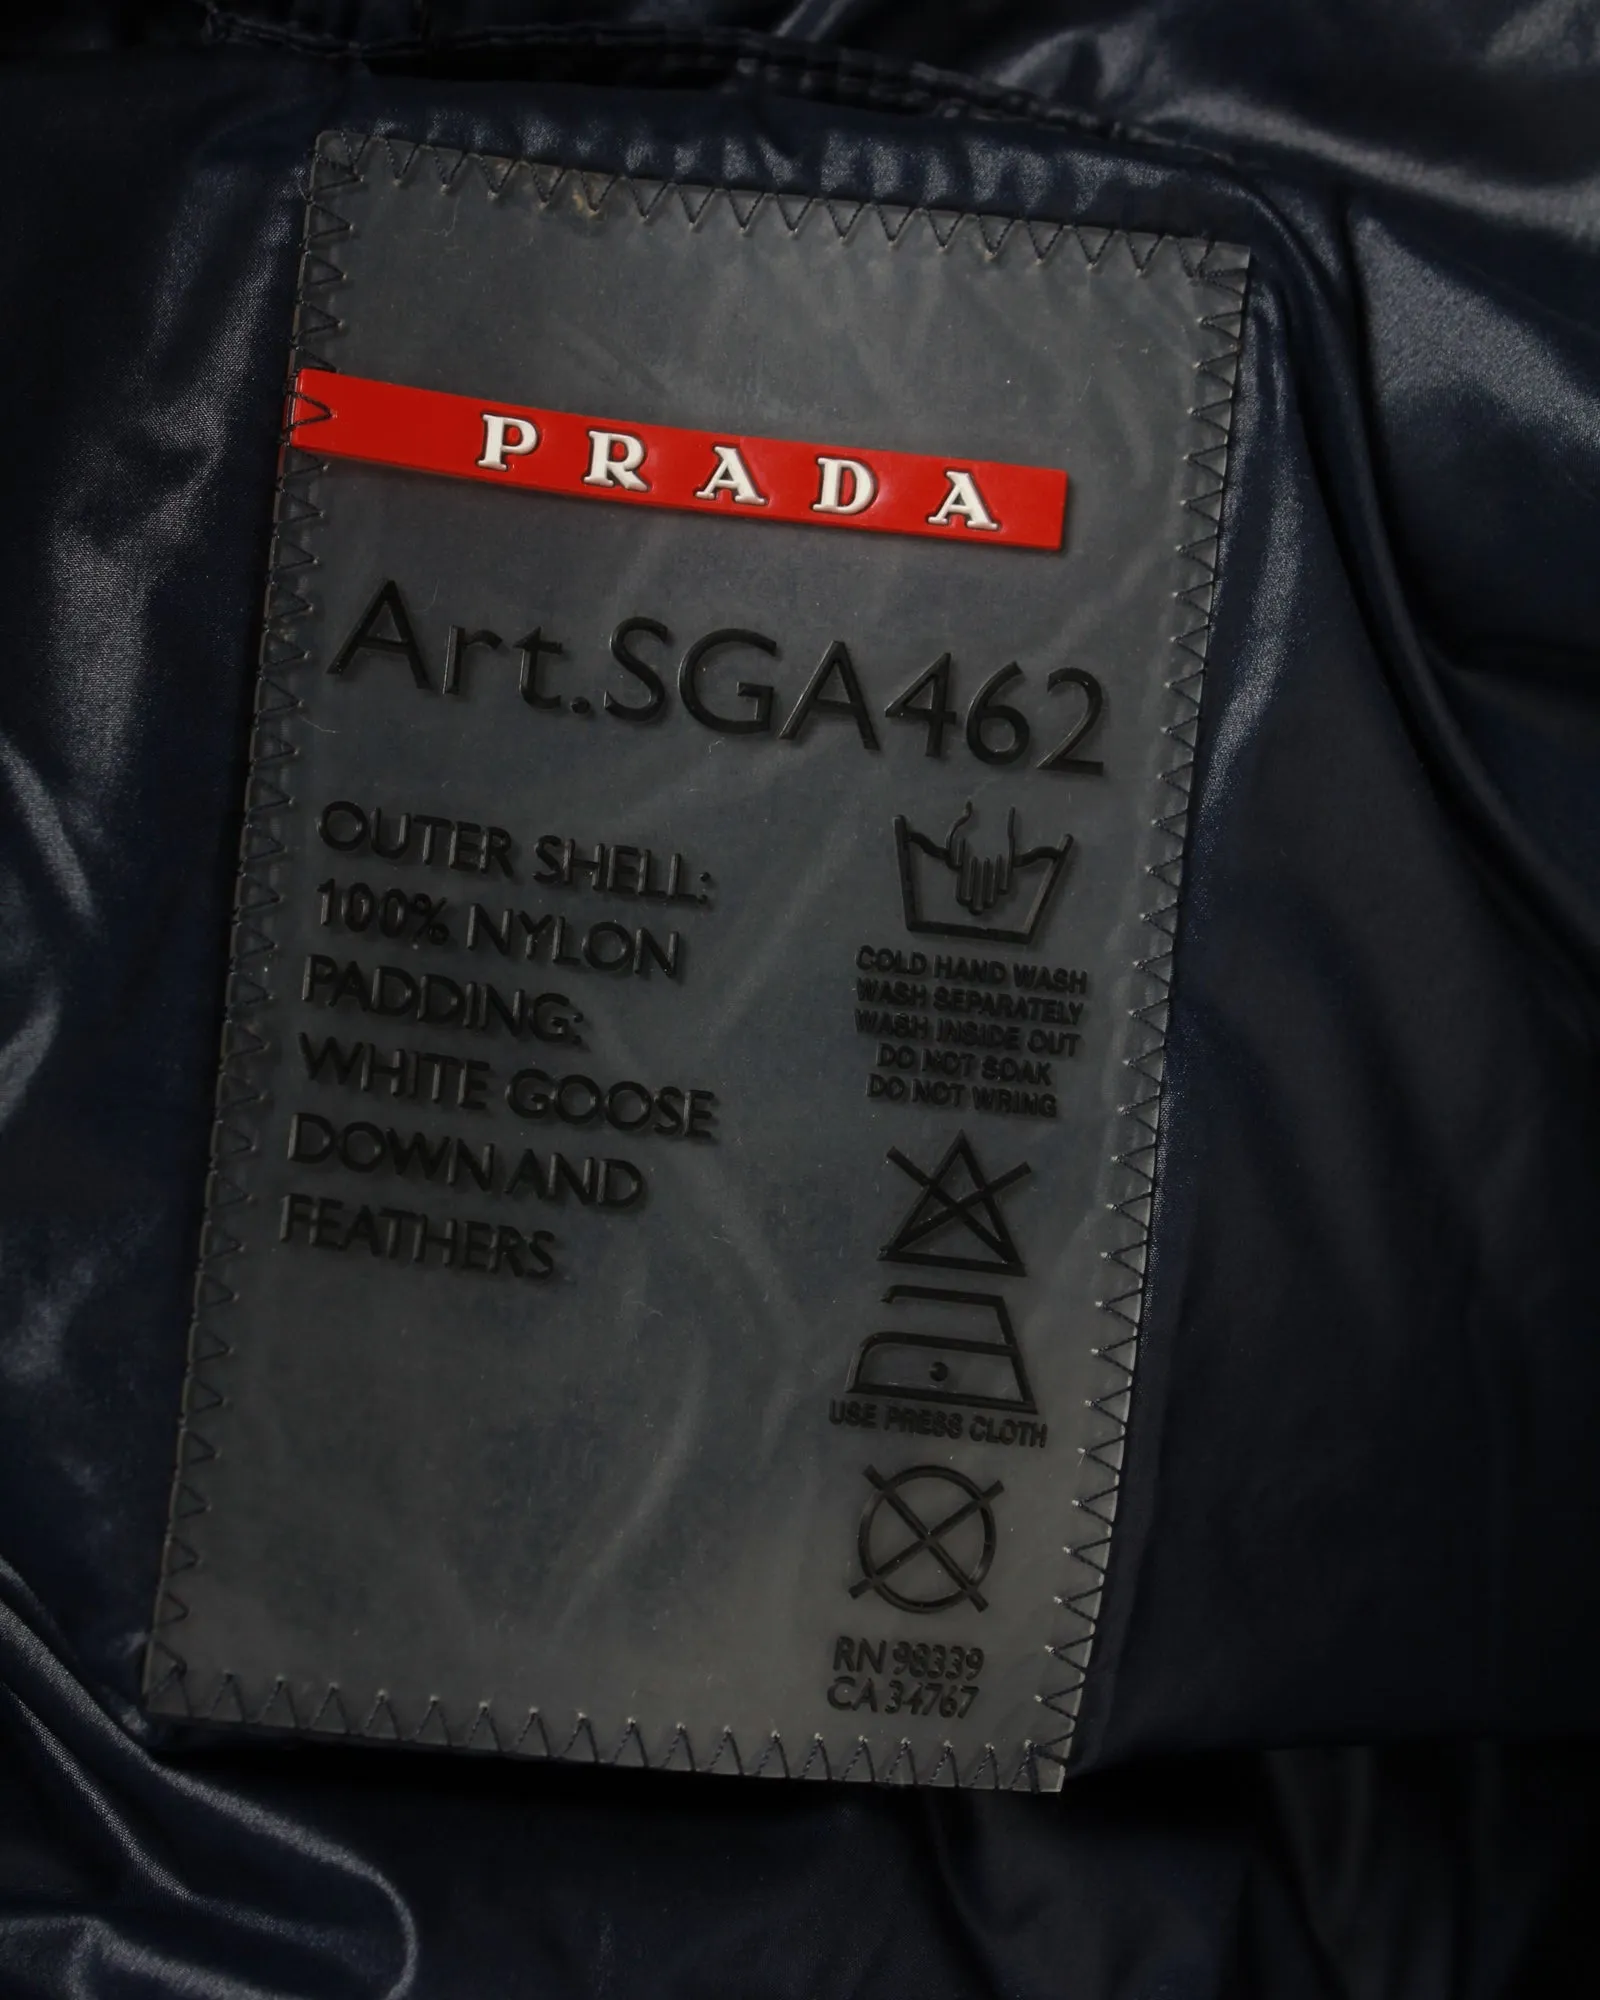 PRADA
Art.SGA462
OUTER SHELL:
100% NYLON
PADDING:
WHITE GOOSE
DOWN AND
FEATHERS
COLD HAND WASH
WASH SEPARATELY
WASH INSIDE OUT
DO NOT SOAK
DO NOT WRING
USE PRESS CLOTH
RN 98339
CA 34767